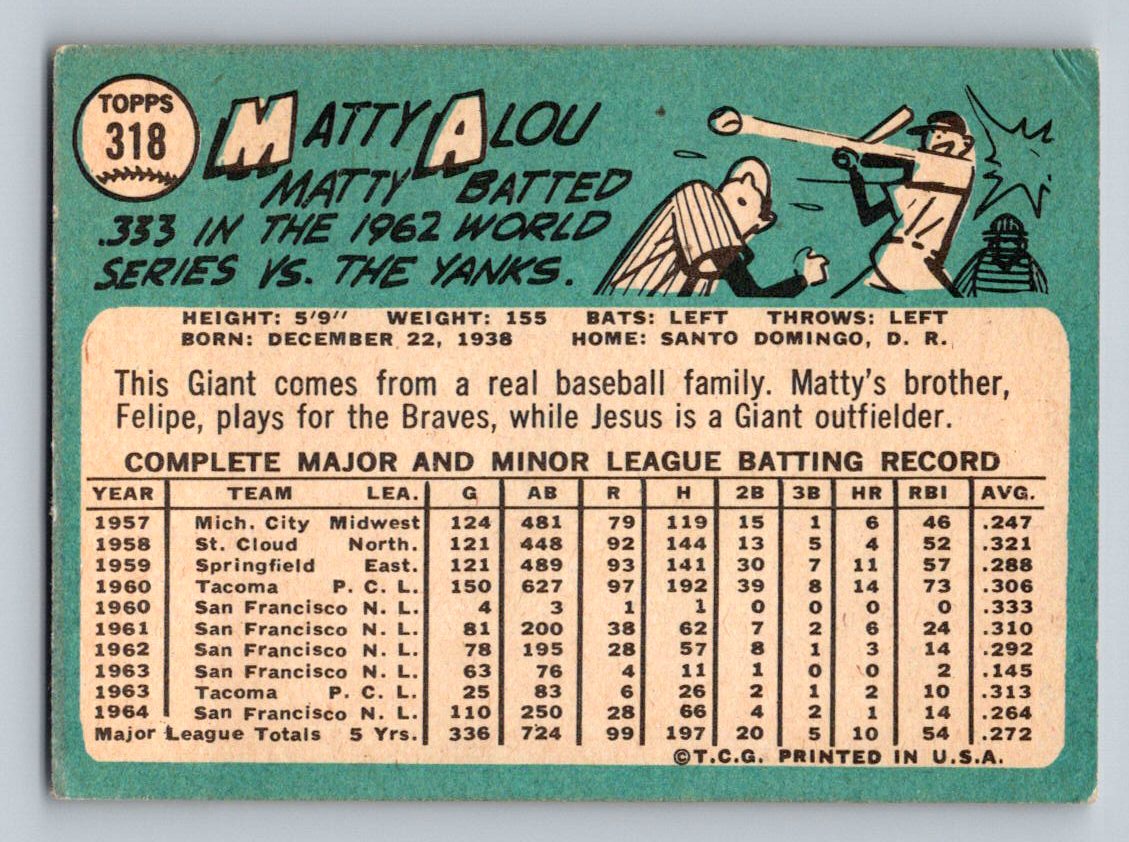 TOPPS
318
MATTY ALOU
MATTY BATTED
.333 IN THE 1962 WORLD
SERIES VS. THE YANKS.
HEIGHT: 5'9" WEIGHT: 155 BATS: LEFT THROWS: LEFT
BORN: DECEMBER 22, 1938 HOME: SANTO DOMINGO, D. R.
This Giant comes from a real baseball family. Matty's brother,
Felipe, plays for the Braves, while Jesus is a Giant outfielder.
COMPLETE MAJOR AND MINOR LEAGUE BATTING RECORD
YEAR TEAM LEA. G AB R H 2B 3B HR RBI AVG.
1957 Mich. City Midwest 124 481 79 119 15 1 6 46 .247
1958 St. Cloud North. 121 448 92 144 13 5 4 52 .321
1959 Springfield East. 121 489 93 141 30 7 11 57 .288
1960 Tacoma P. C. L. 150 627 97 192 39 8 14 73 .306
1960 San Francisco N. L. 4 3 1 1 0 0 0 0 .333
1961 San Francisco N. L. 81 200 38 62 7 2 6 24 .310
1962 San Francisco N. L. 78 195 28 57 8 1 3 14 .292
1963 San Francisco N. L. 63 76 4 11 1 0 0 2 .145
1963 Tacoma P. C. L. 25 83 6 26 2 1 2 10 .313
1964 San Francisco N. L. 110 250 28 66 4 2 1 14 .264
Major League Totals 5 Yrs. 336 724 99 197 20 5 10 54 .272
©T.C.G. PRINTED IN U.S.A.